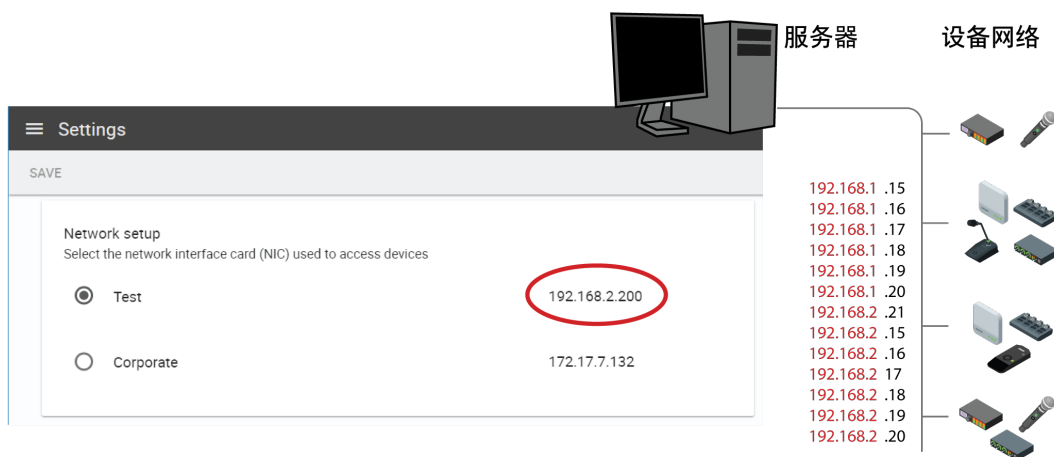 服务器
设备网络
Settings
SAVE
Network setup
Select the network interface card (NIC) used to access devices
Test 192.168.2.200
Corporate 172.17.7.132
192.168.1 .15
192.168.1 .16
192.168.1 .17
192.168.1 .18
192.168.1 .19
192.168.1 .20
192.168.2 .21
192.168.2 .15
192.168.2 .16
192.168.2 17
192.168.2 .18
192.168.2 .19
192.168.2 .20